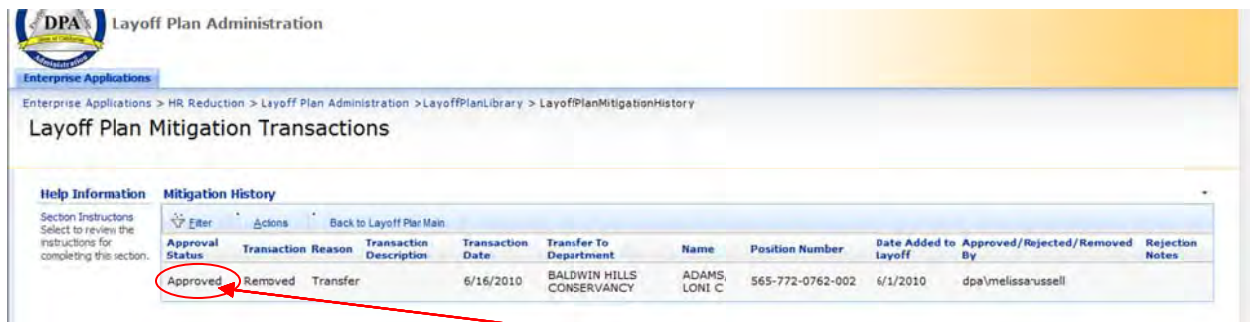 DPA
Layoff Plan Administration
State of California
Administration
Enterprise Applications
Enterprise Applications > HR Reduction > Layoff Plan Administration >LayoffPlanLibrary > LayoffPlanMitigationHistory
Layoff Plan Mitigation Transactions
Help Information
Section Instructions
Select to review the
instructions for
completing this section.
Mitigation History
Filter Actions Back to Layoff Plan Main
Approval Status Transaction Reason Transaction Description Transaction Date Transfer To Department Name Position Number Date Added to layoff Approved/Rejected/Removed By Rejection Notes
Approved Removed Transfer 6/16/2010 BALDWIN HILLS CONSERVANCY ADAMS, LONI C 565-772-0762-002 6/1/2010 dpa\melissarussell